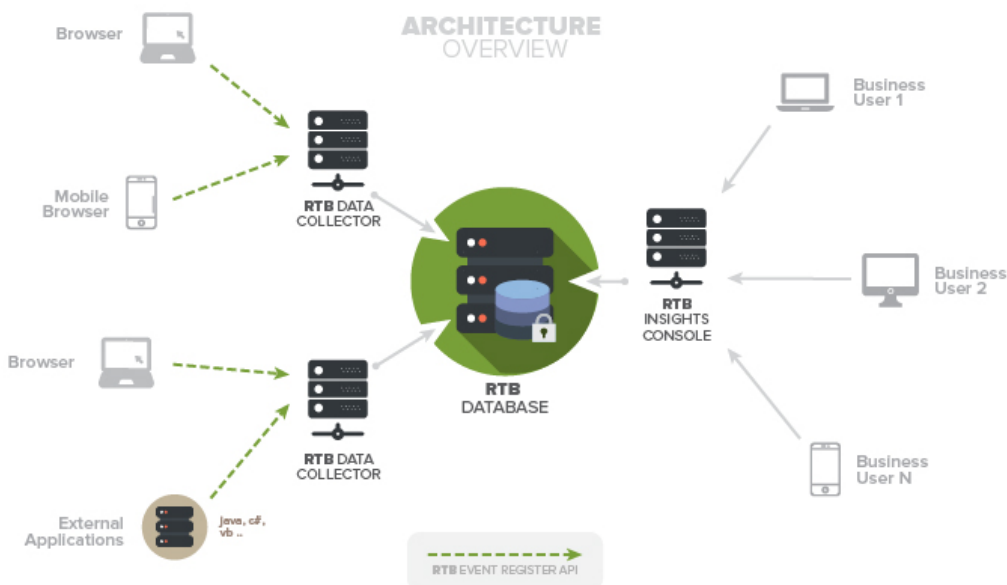 ARCHITECTURE
OVERVIEW
Browser
Mobile
Browser
RTB DATA
COLLECTOR
Browser
External
Applications
java, c#,
vb ..
RTB DATA
COLLECTOR
RTB
DATABASE
RTB
INSIGHTS
CONSOLE
Business
User 1
Business
User 2
Business
User N
RTB EVENT REGISTER API